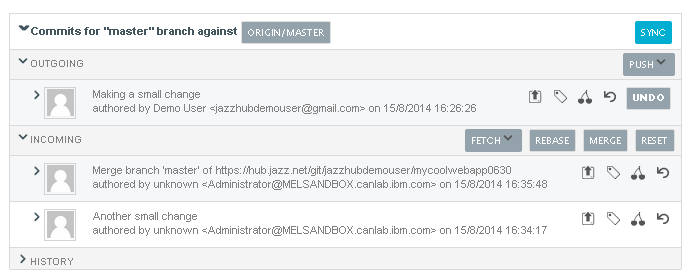 Commits for "master" branch against ORIGIN/MASTER SYNC
OUTGOING PUSH
Making a small change
authored by Demo User <jazzhubdemouser@gmail.com> on 15/8/2014 16:26:26 UNDO
INCOMING FETCH REBASE MERGE RESET
Merge branch 'master' of https://hub.jazz.net/git/jazzhubdemouser/mycoolwebapp0630
authored by unknown <Administrator@MELSANDBOX.canlab.ibm.com> on 15/8/2014 16:35:48
Another small change
authored by unknown <Administrator@MELSANDBOX.canlab.ibm.com> on 15/8/2014 16:34:17
HISTORY